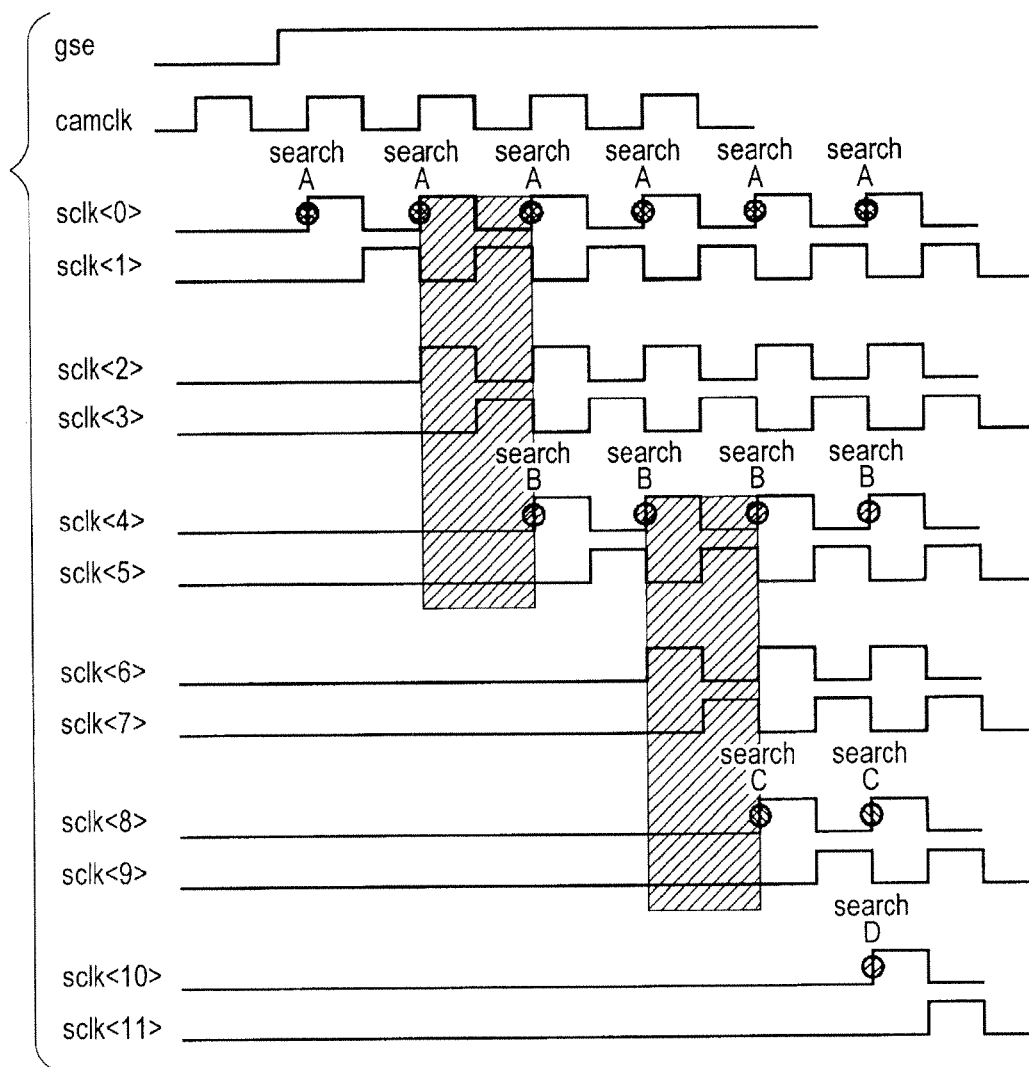 gse
camclk
search search search search search search
A A A A A A
sclk<0>
sclk<1>
sclk<2>
sclk<3>
search search search search
B B B B
sclk<4>
sclk<5>
sclk<6>
sclk<7>
search search
C C
sclk<8>
sclk<9>
search
D
sclk<10>
sclk<11>